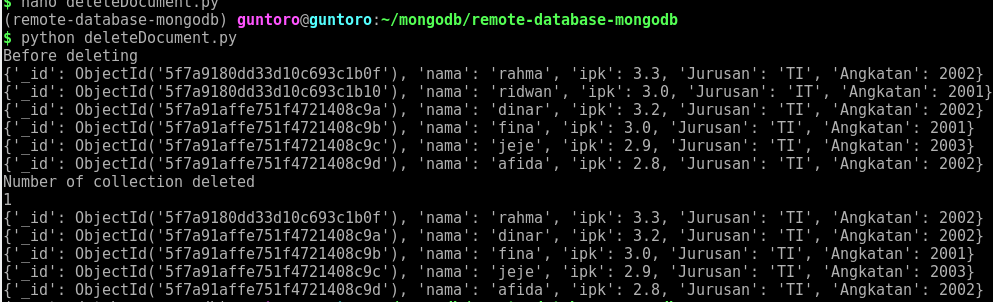 $ nano deleteDocument.py
(remote-database-mongodb) guntoro@guntoro:~/mongodb/remote-database-mongodb
$ python deleteDocument.py
Before deleting
{'_id': ObjectId('5f7a9180dd33d10c693c1b0f'), 'nama': 'rahma', 'ipk': 3.3, 'Jurusan': 'TI', 'Angkatan': 2002}
{'_id': ObjectId('5f7a9180dd33d10c693c1b10'), 'nama': 'ridwan', 'ipk': 3.0, 'Jurusan': 'IT', 'Angkatan': 2001}
{'_id': ObjectId('5f7a91affe751f4721408c9a'), 'nama': 'dinar', 'ipk': 3.2, 'Jurusan': 'TI', 'Angkatan': 2002}
{'_id': ObjectId('5f7a91affe751f4721408c9b'), 'nama': 'fina', 'ipk': 3.0, 'Jurusan': 'TI', 'Angkatan': 2001}
{'_id': ObjectId('5f7a91affe751f4721408c9c'), 'nama': 'jeje', 'ipk': 2.9, 'Jurusan': 'TI', 'Angkatan': 2003}
{'_id': ObjectId('5f7a91affe751f4721408c9d'), 'nama': 'afida', 'ipk': 2.8, 'Jurusan': 'TI', 'Angkatan': 2002}
Number of collection deleted
1
{'_id': ObjectId('5f7a9180dd33d10c693c1b0f'), 'nama': 'rahma', 'ipk': 3.3, 'Jurusan': 'TI', 'Angkatan': 2002}
{'_id': ObjectId('5f7a91affe751f4721408c9a'), 'nama': 'dinar', 'ipk': 3.2, 'Jurusan': 'TI', 'Angkatan': 2002}
{'_id': ObjectId('5f7a91affe751f4721408c9b'), 'nama': 'fina', 'ipk': 3.0, 'Jurusan': 'TI', 'Angkatan': 2001}
{'_id': ObjectId('5f7a91affe751f4721408c9c'), 'nama': 'jeje', 'ipk': 2.9, 'Jurusan': 'TI', 'Angkatan': 2003}
{'_id': ObjectId('5f7a91affe751f4721408c9d'), 'nama': 'afida', 'ipk': 2.8, 'Jurusan': 'TI', 'Angkatan': 2002}